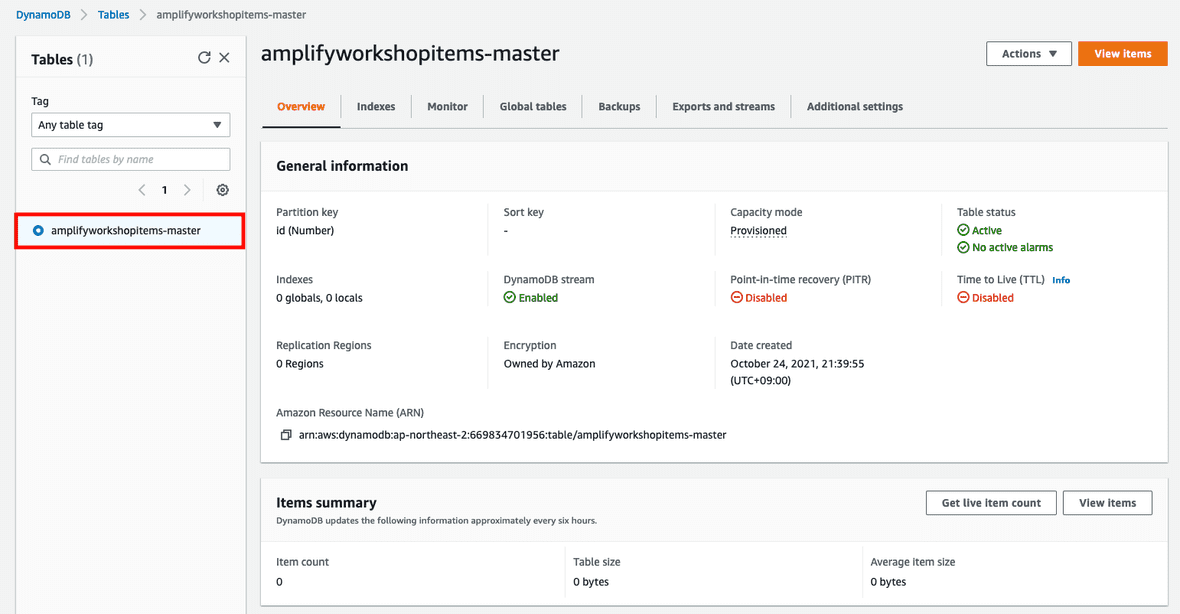 DynamoDB > Tables > amplifyworkshopitems-master
Tables (1)
Tag
Any table tag
Find tables by name
1
amplifyworkshopitems-master
amplifyworkshopitems-master
Actions
View items
Overview
Indexes
Monitor
Global tables
Backups
Exports and streams
Additional settings
General information
Partition key
id (Number)
Sort key
-
Capacity mode
Provisioned
Table status
Active
No active alarms
Indexes
0 globals, 0 locals
DynamoDB stream
Enabled
Point-in-time recovery (PITR)
Disabled
Time to Live (TTL) Info
Disabled
Replication Regions
0 Regions
Encryption
Owned by Amazon
Date created
October 24, 2021, 21:39:55
(UTC+09:00)
Amazon Resource Name (ARN)
arn:aws:dynamodb:ap-northeast-2:669834701956:table/amplifyworkshopitems-master
Items summary
DynamoDB updates the following information approximately every six hours.
Get live item count
View items
Item count
0
Table size
0 bytes
Average item size
0 bytes